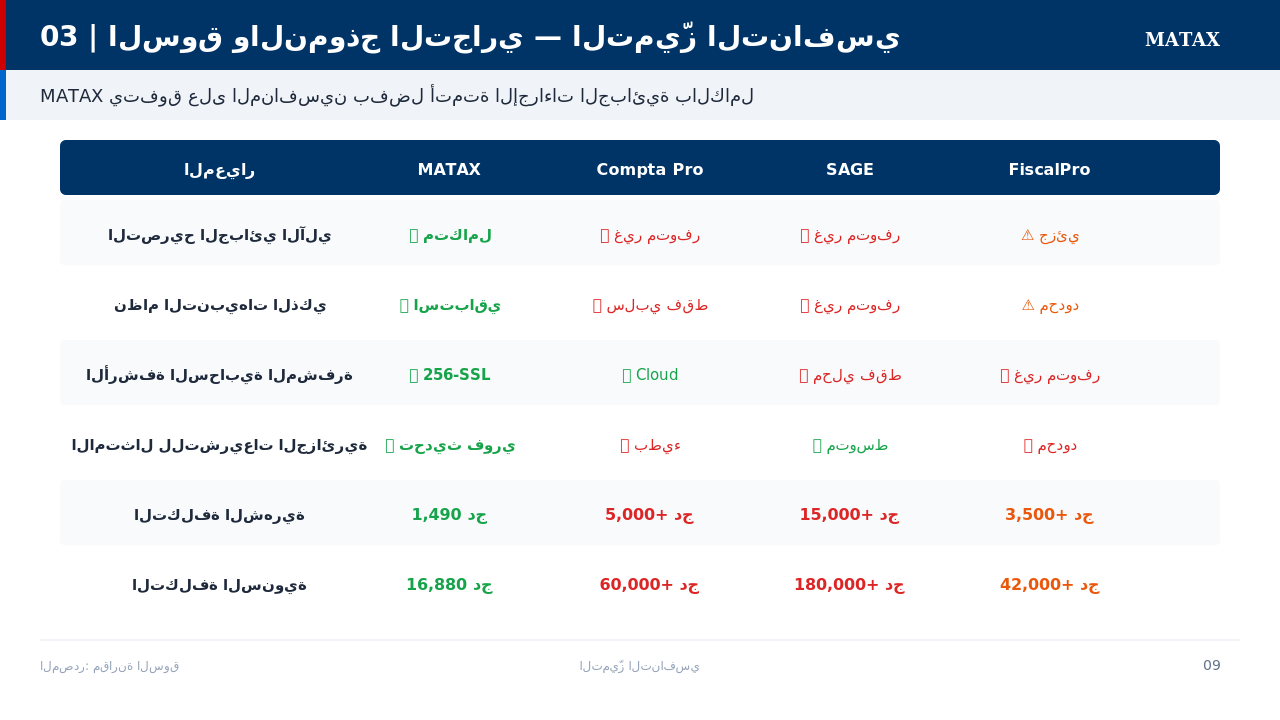 03 | السوق والنموذج التجاري — التميّز التنافسي
MATAX
MATAX يتفوق على المنافسين بفضل أتمتة الإجراءات الجبائية بالكامل
المعيار MATAX Compta Pro SAGE FiscalPro
التصريح الجبائي الآلي متكامل غير متوفر غير متوفر ⚠ جزئي
نظام التنبيهات الذكي استباقي سلبي فقط غير متوفر ⚠ محدود
الأرشفة السحابية المشفرة 256-SSL Cloud محلي فقط غير متوفر
الامتثال للتشريعات الجزائرية تحديث فوري بطيء متوسط محدود
التكلفة الشهرية 1,490 دج 5,000+ دج 15,000+ دج 3,500+ دج
التكلفة السنوية 16,880 دج 60,000+ دج 180,000+ دج 42,000+ دج
المصدر: مقارنة السوق
التميّز التنافسي
09